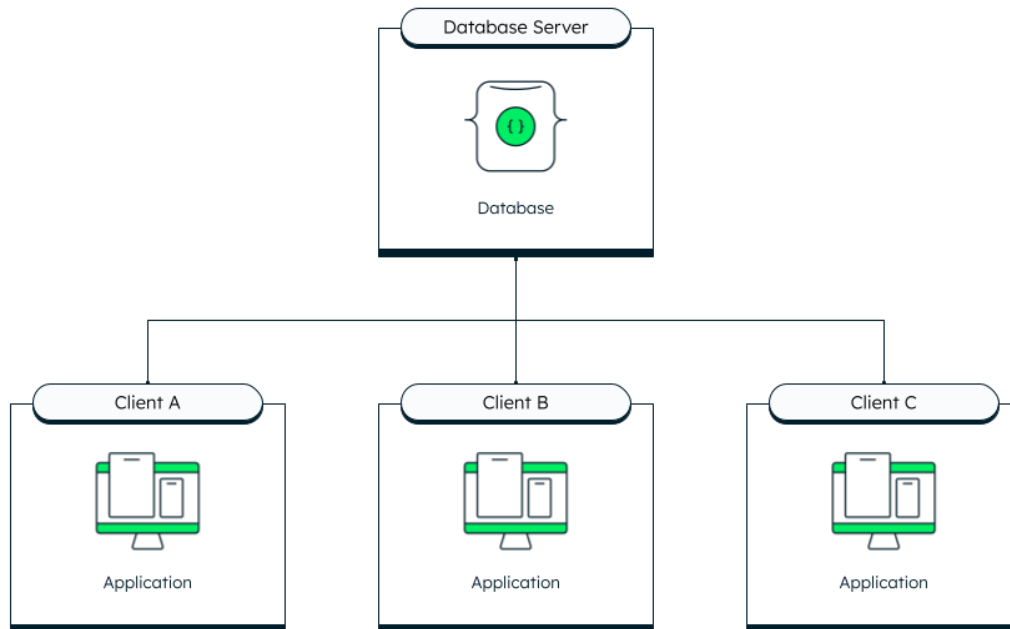 Database Server
{ }
Database
Client A
Client B
Client C
Application
Application
Application